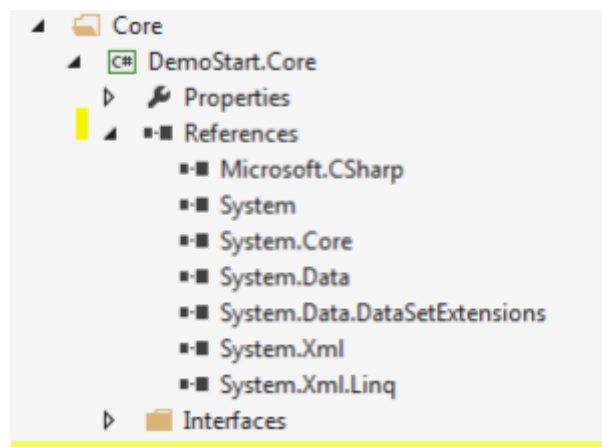 Core
C# DemoStart.Core
Properties
References
Microsoft.CSharp
System
System.Core
System.Data
System.Data.DataSetExtensions
System.Xml
System.Xml.Linq
Interfaces